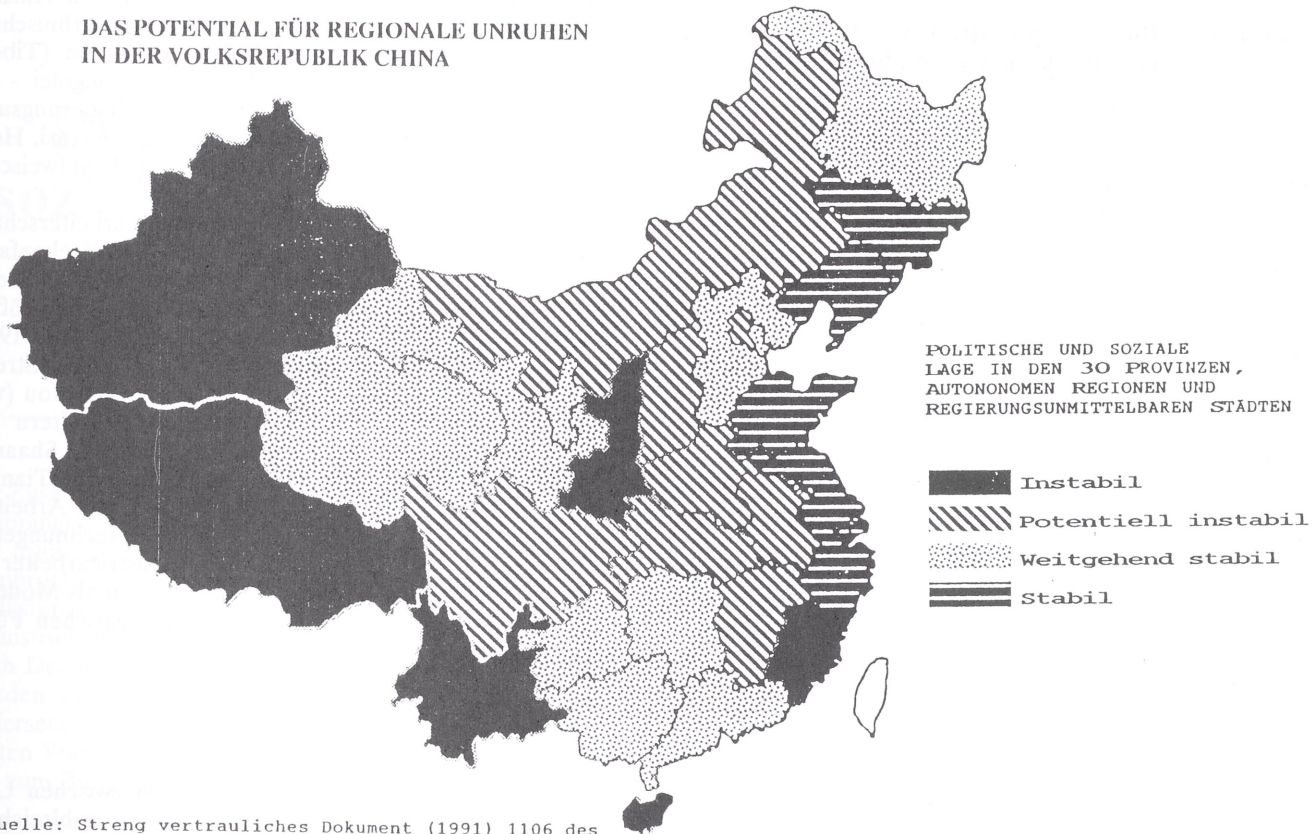 DAS POTENTIAL FÜR REGIONALE UNRUHEN
IN DER VOLKSREPUBLIK CHINA
POLITISCHE UND SOZIALE
LAGE IN DEN 30 PROVINZEN,
AUTONONOMEN REGIONEN UND
REGIERUNGSUNMITTELBAREN STÄDTEN
Instabil
Potentiell instabil
Weitgehend stabil
Stabil
uelle: Streng vertrauliches Dokument (1991) 1106 des